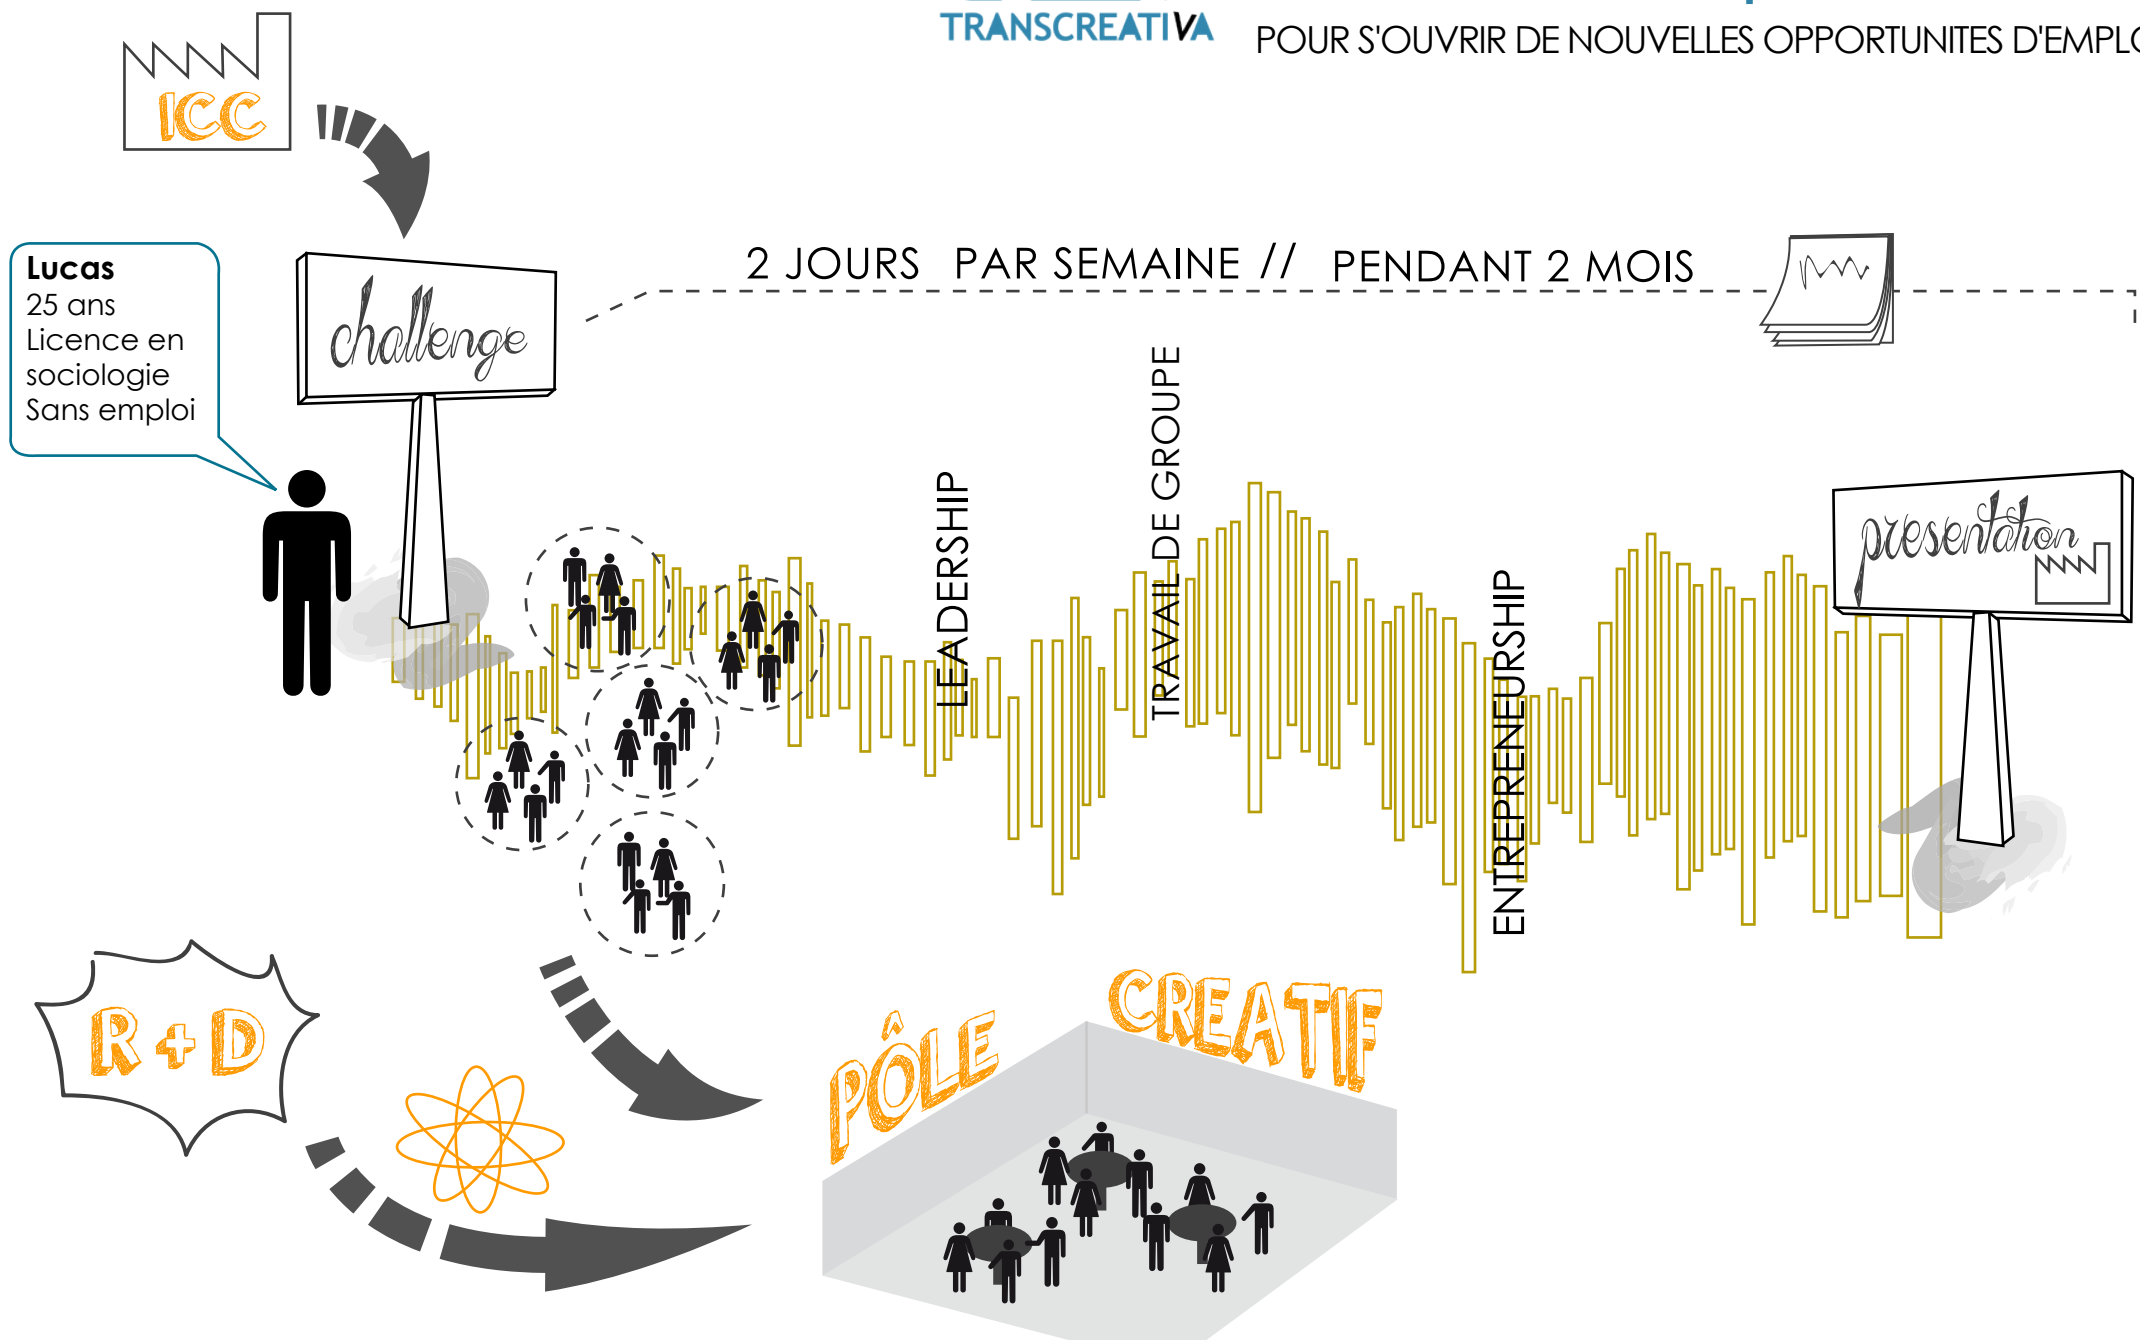 TRANSCREATIVA
POUR S'OUVRIR DE NOUVELLES OPPORTUNITES D'EMPLO
ICC
Lucas
25 ans
Licence en
sociologie
Sans emploi
challenge
2 JOURS PAR SEMAINE // PENDANT 2 MOIS
LEADERSHIP
TRAVAIL DE GROUPE
ENTREPRENEURSHIP
presentation
R + D
PÔLE CREATIF